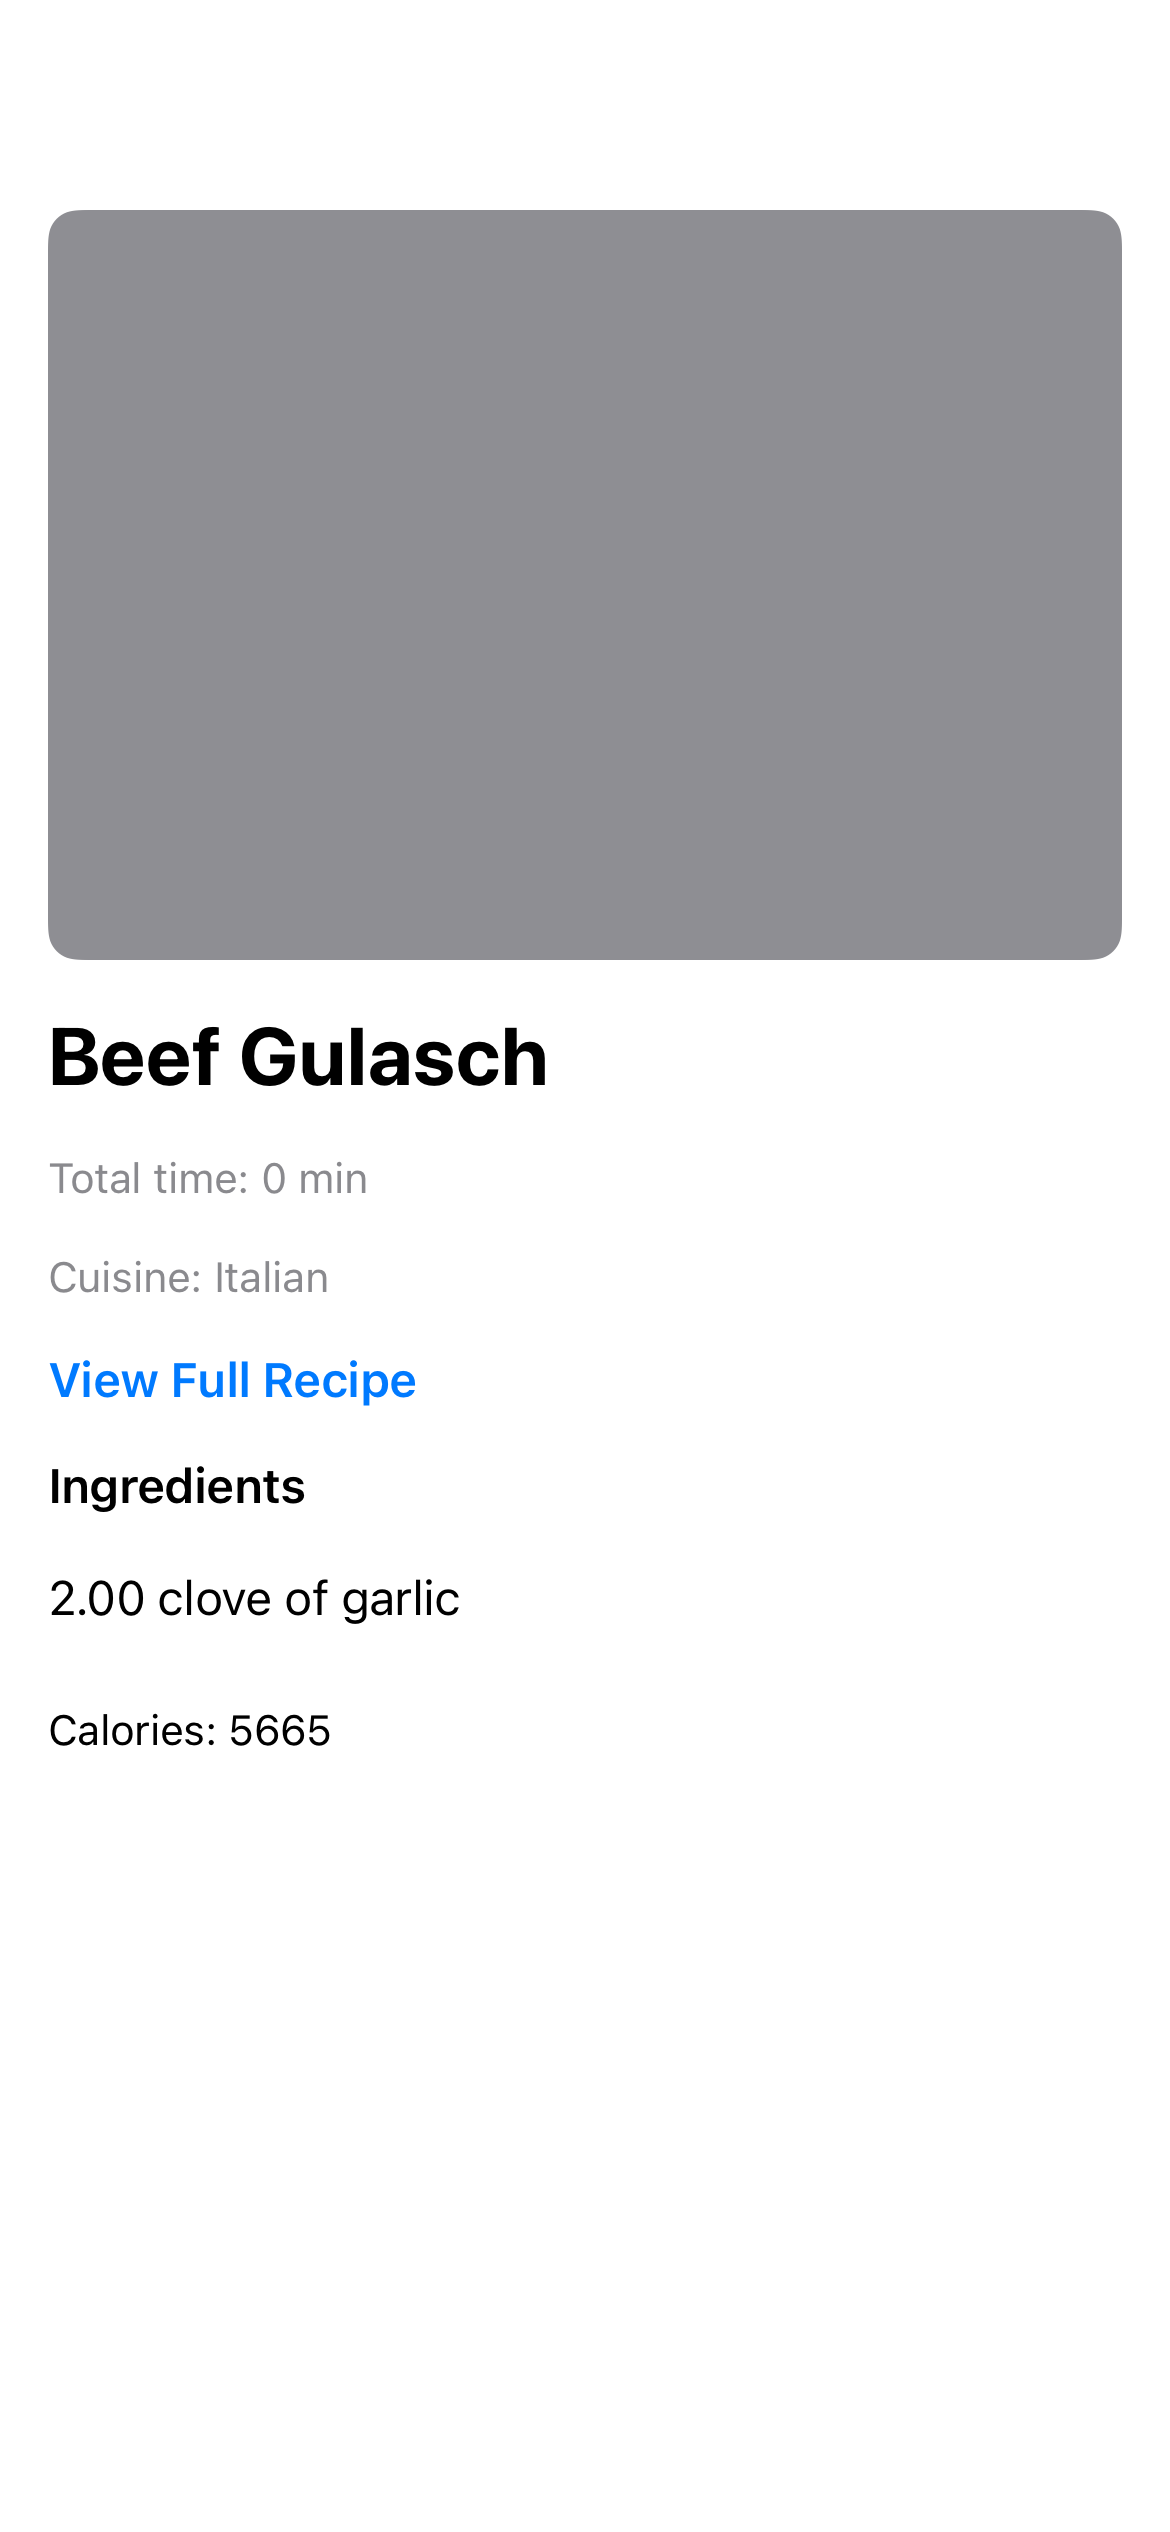 Beef Gulasch
Total time: 0 min
Cuisine: Italian
View Full Recipe
Ingredients
2.00 clove of garlic
Calories: 5665